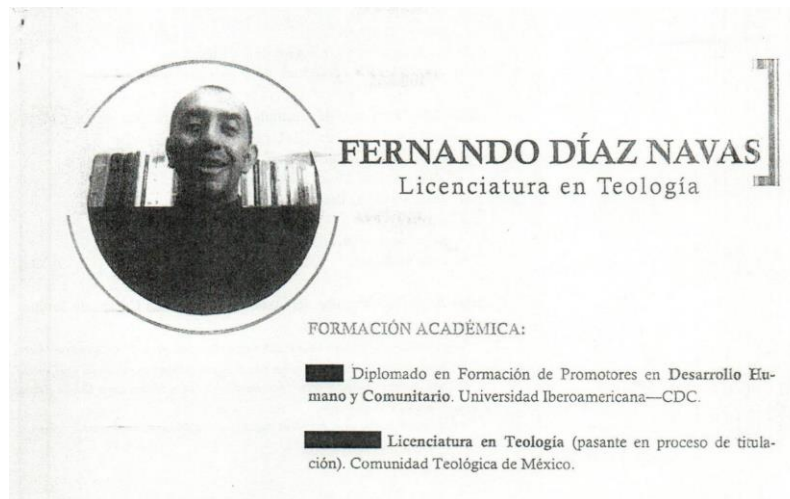 FERNANDO DÍAZ NAVAS
Licenciatura en Teología
FORMACIÓN ACADÉMICA:
Diplomado en Formación de Promotores en Desarrollo Hu-
mano y Comunitario. Universidad Iberoamericana—CDC.
Licenciatura en Teología (pasante en proceso de titula-
ción). Comunidad Teológica de México.